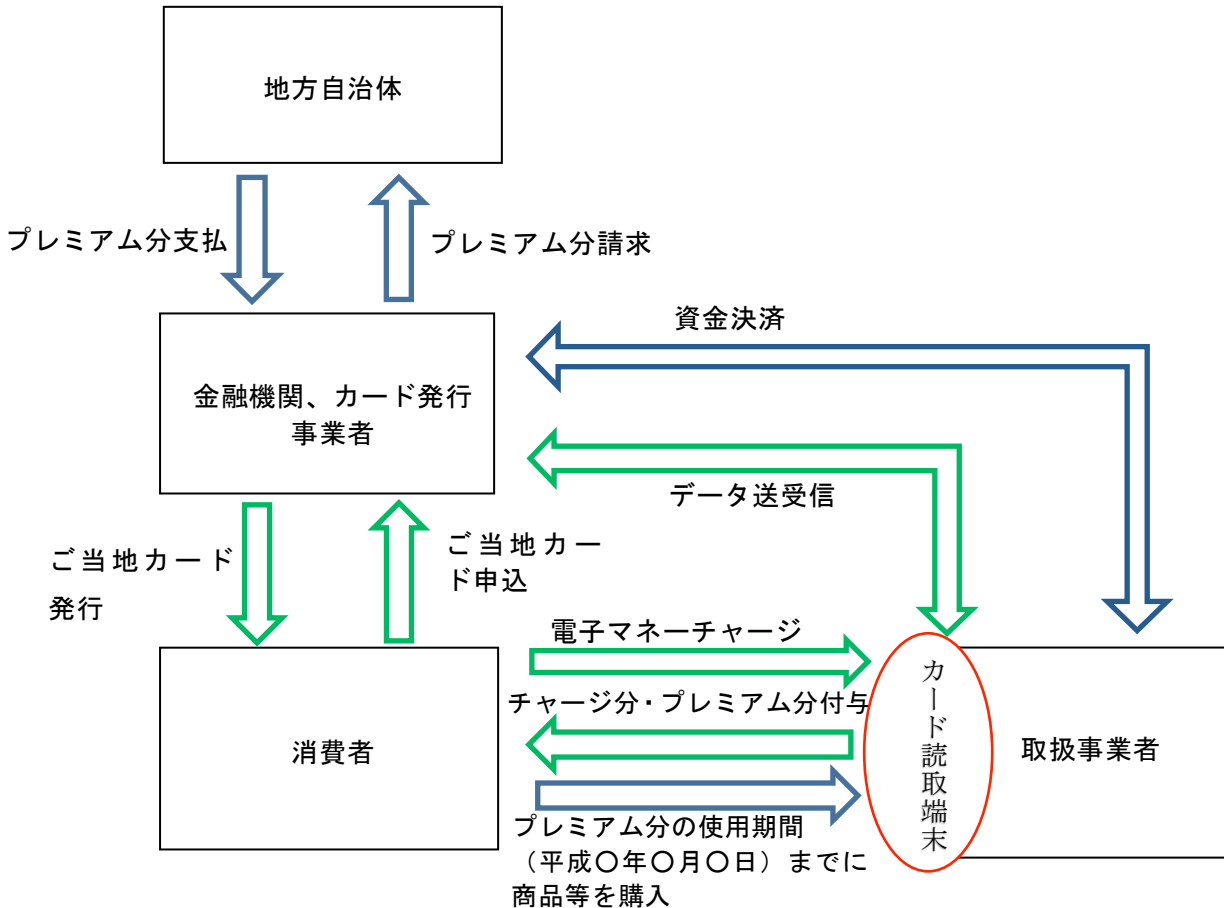 地方自治体
プレミアム分支払
プレミアム分請求
資金決済
金融機関、カード発行
事業者
データ送受信
ご当地カード
発行
ご当地カー
ド申込
電子マネーチャージ
チャージ分・プレミアム分付与
消費者
カード読取端末
取扱事業者
プレミアム分の使用期間
（平成〇年〇月〇日）までに
商品等を購入